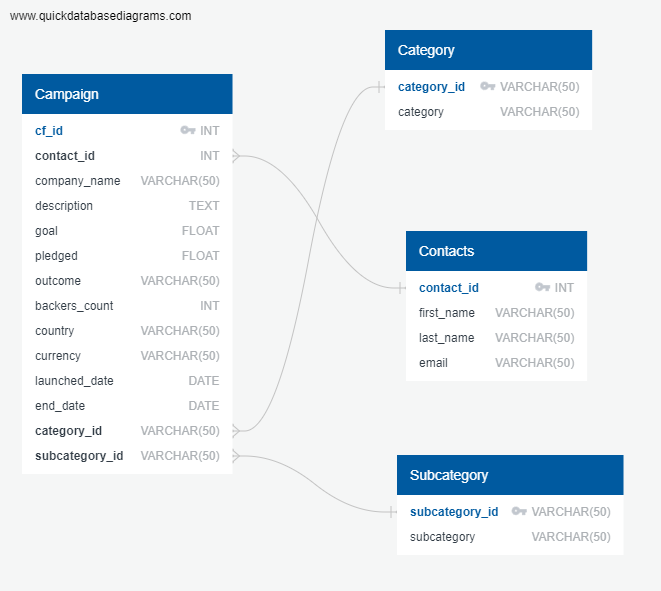 www.quickdatabasediagrams.com
Campaign
cf_id INT
contact_id INT
company_name VARCHAR(50)
description TEXT
goal FLOAT
pledged FLOAT
outcome VARCHAR(50)
backers_count INT
country VARCHAR(50)
currency VARCHAR(50)
launched_date DATE
end_date DATE
category_id VARCHAR(50)
subcategory_id VARCHAR(50)
Category
category_id VARCHAR(50)
category VARCHAR(50)
Contacts
contact_id INT
first_name VARCHAR(50)
last_name VARCHAR(50)
email VARCHAR(50)
Subcategory
subcategory_id VARCHAR(50)
subcategory VARCHAR(50)